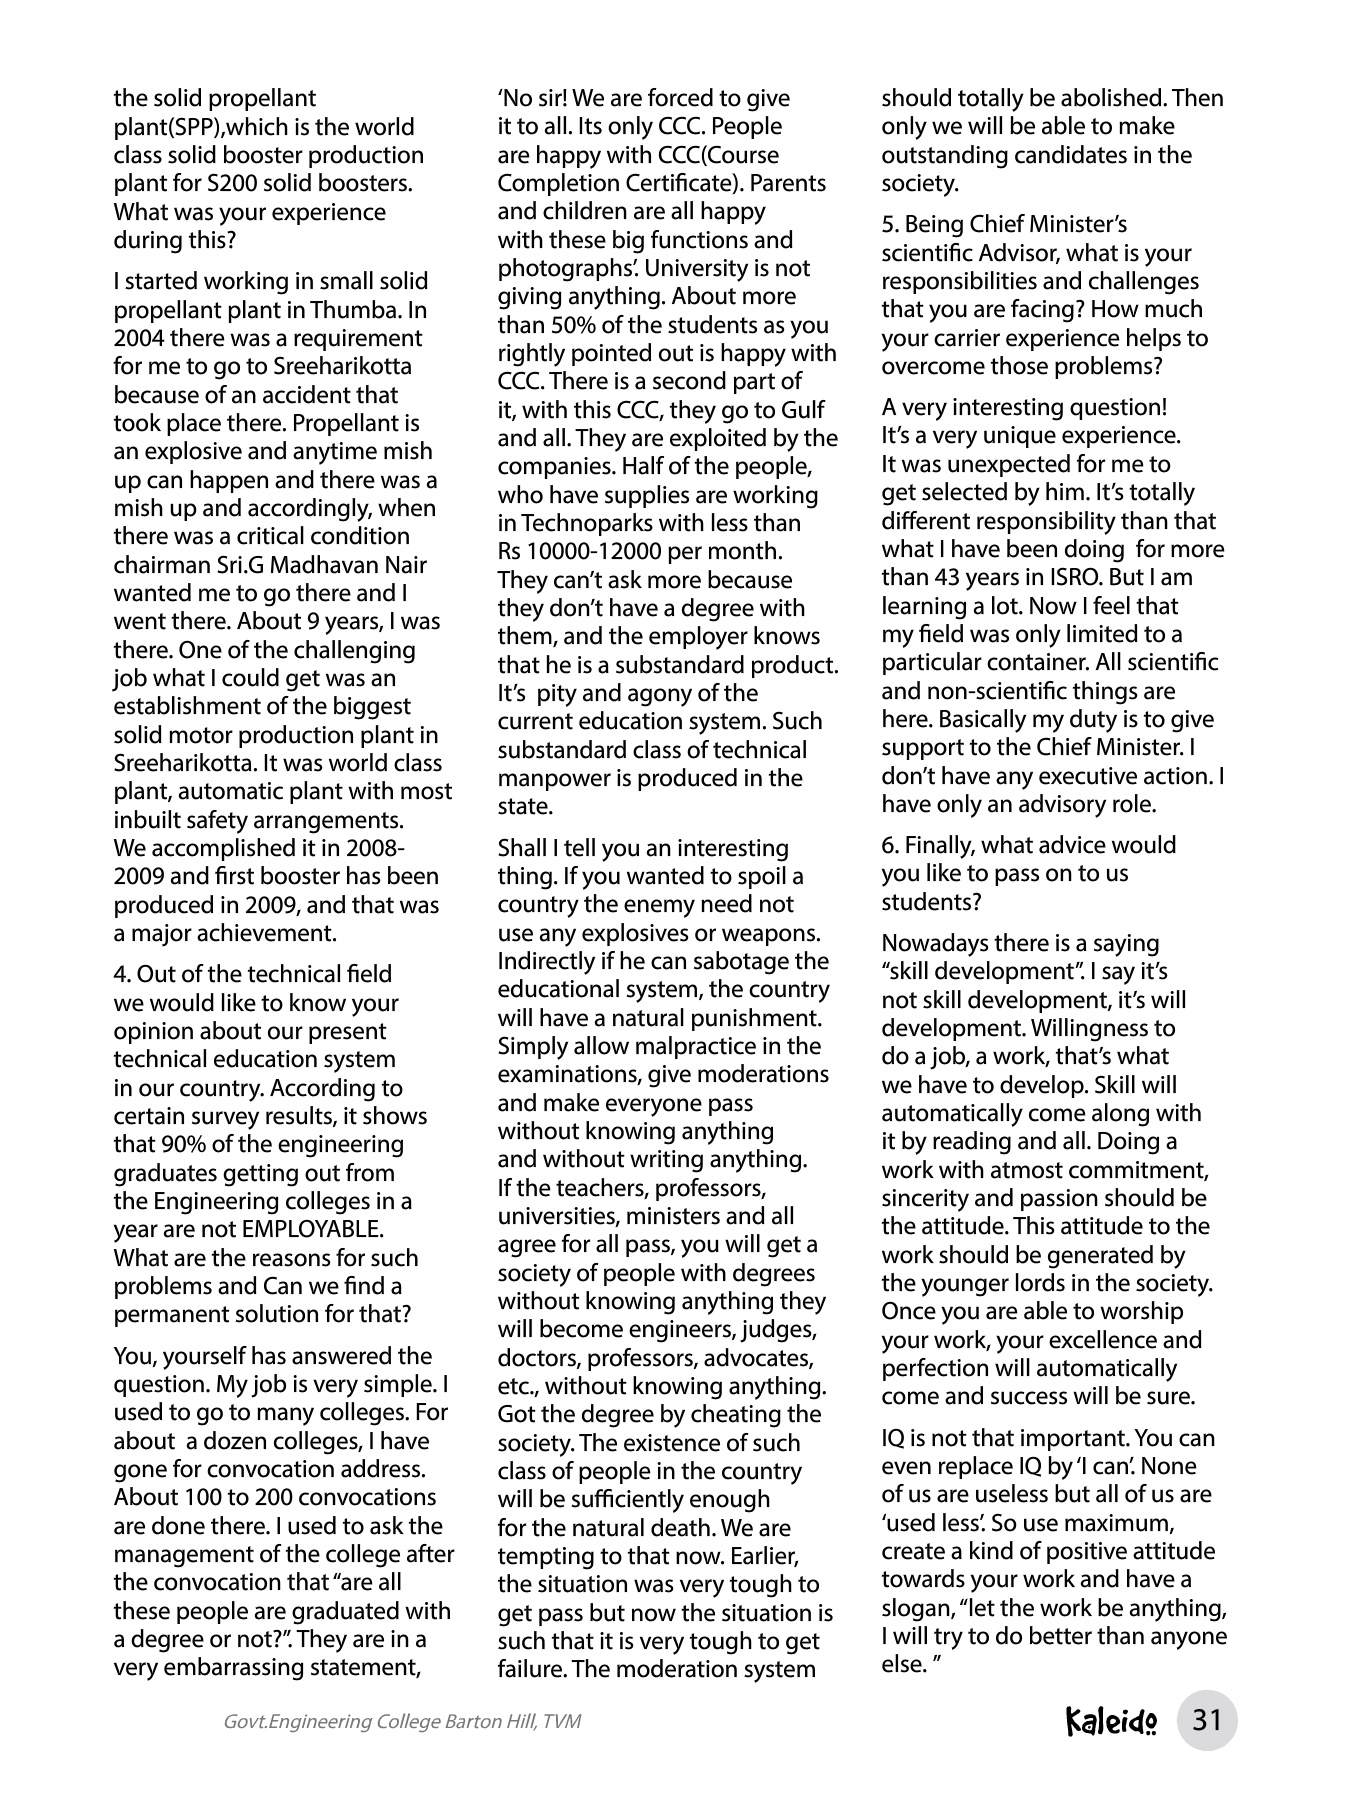 the solid propellant
plant(SPP),which is the world
class solid booster production
plant for S200 solid boosters.
What was your experience
during this?
I started working in small solid
propellant plant in Thumba. In
2004 there was a requirement
for me to go to Sreeharikotta
because of an accident that
took place there. Propellant is
an explosive and anytime mish
up can happen and there was a
mish up and accordingly, when
there was a critical condition
chairman Sri.G Madhavan Nair
wanted me to go there and I
went there. About 9 years, I was
there. One of the challenging
job what I could get was an
establishment of the biggest
solid motor production plant in
Sreeharikotta. It was world class
plant, automatic plant with most
inbuilt safety arrangements.
We accomplished it in 2008-
2009 and first booster has been
produced in 2009, and that was
a major achievement.
4. Out of the technical field
we would like to know your
opinion about our present
technical education system
in our country. According to
certain survey results, it shows
that 90% of the engineering
graduates getting out from
the Engineering colleges in a
year are not EMPLOYABLE.
What are the reasons for such
problems and Can we find a
permanent solution for that?
You, yourself has answered the
question. My job is very simple. I
used to go to many colleges. For
about  a dozen colleges, I have
gone for convocation address.
About 100 to 200 convocations
are done there. I used to ask the
management of the college after
the convocation that “are all
these people are graduated with
a degree or not?”. They are in a
very embarrassing statement,
‘No sir! We are forced to give
it to all. Its only CCC. People
are happy with CCC(Course
Completion Certificate). Parents
and children are all happy
with these big functions and
photographs’. University is not
giving anything. About more
than 50% of the students as you
rightly pointed out is happy with
CCC. There is a second part of
it, with this CCC, they go to Gulf
and all. They are exploited by the
companies. Half of the people,
who have supplies are working
in Technoparks with less than
Rs 10000-12000 per month.
They can’t ask more because
they don’t have a degree with
them, and the employer knows
that he is a substandard product.
It’s  pity and agony of the
current education system. Such
substandard class of technical
manpower is produced in the
state.
Shall I tell you an interesting
thing. If you wanted to spoil a
country the enemy need not
use any explosives or weapons.
Indirectly if he can sabotage the
educational system, the country
will have a natural punishment.
Simply allow malpractice in the
examinations, give moderations
and make everyone pass
without knowing anything
and without writing anything.
If the teachers, professors,
universities, ministers and all
agree for all pass, you will get a
society of people with degrees
without knowing anything they
will become engineers, judges,
doctors, professors, advocates,
etc., without knowing anything.
Got the degree by cheating the
society. The existence of such
class of people in the country
will be sufficiently enough
for the natural death. We are
tempting to that now. Earlier,
the situation was very tough to
get pass but now the situation is
such that it is very tough to get
failure. The moderation system
should totally be abolished. Then
only we will be able to make
outstanding candidates in the
society.
5. Being Chief Minister’s
scientific Advisor, what is your
responsibilities and challenges
that you are facing? How much
your carrier experience helps to
overcome those problems?
A very interesting question!
It’s a very unique experience.
It was unexpected for me to
get selected by him. It’s totally
different responsibility than that
what I have been doing  for more
than 43 years in ISRO. But I am
learning a lot. Now I feel that
my field was only limited to a
particular container. All scientific
and non-scientific things are
here. Basically my duty is to give
support to the Chief Minister. I
don’t have any executive action. I
have only an advisory role.
6. Finally, what advice would
you like to pass on to us
students?
Nowadays there is a saying
“skill development”. I say it’s
not skill development, it’s will
development. Willingness to
do a job, a work, that’s what
we have to develop. Skill will
automatically come along with
it by reading and all. Doing a
work with atmost commitment,
sincerity and passion should be
the attitude. This attitude to the
work should be generated by
the younger lords in the society.
Once you are able to worship
your work, your excellence and
perfection will automatically
come and success will be sure.
IQ is not that important. You can
even replace IQ by ‘I can’. None
of us are useless but all of us are
‘used less’. So use maximum,
create a kind of positive attitude
towards your work and have a
slogan, “let the work be anything,
I will try to do better than anyone
else. ”
Govt.Engineering College Barton Hill, TVM
Kaleido 31